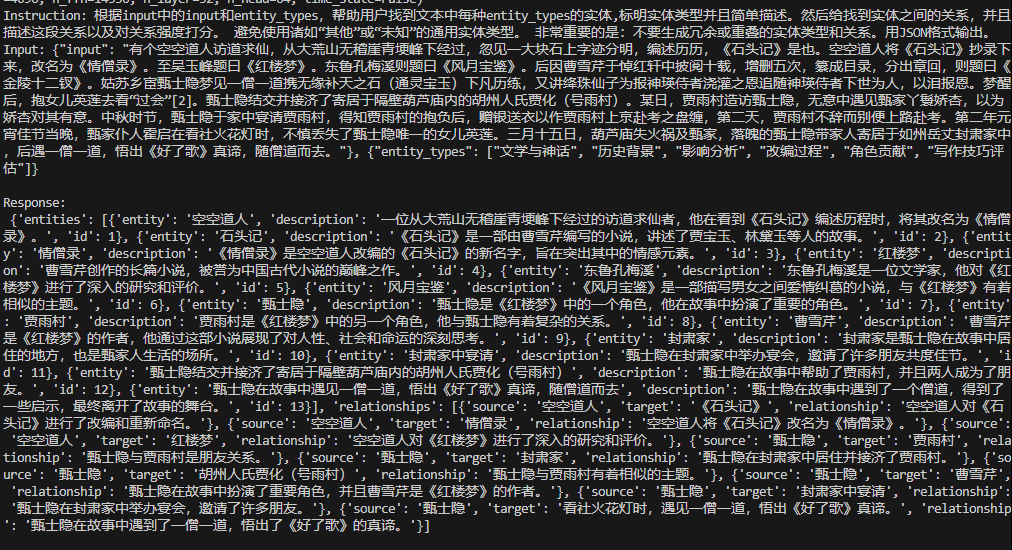 =4096, n_ffn=14336, n_layer=32, n_head=64, time_state=False)
Instruction: 根据input中的input和entity_types，帮助用户找到文本中每种entity_types的实体,标明实体类型并且简单描述。然后给找到实体之间的关系，并且
描述这段关系以及对关系强度打分。 避免使用诸如“其他”或“未知”的通用实体类型。 非常重要的是：不要生成冗余或重叠的实体类型和关系。用JSON格式输出。
Input: {"input": "有个空空道人访道求仙，从大荒山无稽崖青埂峰下经过，忽见一大块石上字迹分明，编述历历，《石头记》是也。空空道人将《石头记》抄录下
来，改名为《情僧录》。至吴玉峰题曰《红楼梦》。东鲁孔梅溪则题曰《风月宝鉴》。后因曹雪芹于悼红轩中披阅十载，增删五次，纂成目录，分出章回，则题曰《
金陵十二钗》。姑苏乡宦甄士隐梦见一僧一道携无缘补天之石（通灵宝玉）下凡历练，又讲绛珠仙子为报神瑛侍者浇灌之恩追随神瑛侍者下世为人，以泪报恩。梦醒
后，抱女儿英莲去看“过会”[2]。甄士隐结交并接济了寄居于隔壁葫芦庙内的胡州人氏贾化（号雨村）。某日，贾雨村造访甄士隐，无意中遇见甄家丫鬟娇杏，以为
娇杏对其有意。中秋时节，甄士隐于家中宴请贾雨村，得知贾雨村的抱负后，赠银送衣以作贾雨村上京赴考之盘缠，第二天，贾雨村不辞而别便上路赴考。第二年元
宵佳节当晚，甄家仆人霍启在看社火花灯时，不慎丢失了甄士隐唯一的女儿英莲。三月十五日，葫芦庙失火祸及甄家，落魄的甄士隐带家人寄居于如州岳丈封肃家中
，后遇一僧一道，悟出《好了歌》真谛，随僧道而去。"}, {"entity_types": ["文学与神话", "历史背景", "影响分析", "改编过程", "角色贡献", "写作技巧评
估"]}
Response:
{'entities': [{'entity': '空空道人', 'description': '一位从大荒山无稽崖青埂峰下经过的访道求仙者，他在看到《石头记》编述历程时，将其改名为《情僧
录》。', 'id': 1}, {'entity': '石头记', 'description': '《石头记》是一部由曹雪芹编写的小说，讲述了贾宝玉、林黛玉等人的故事。', 'id': 2}, {'entit
y': '情僧录', 'description': '《情僧录》是空空道人改编的《石头记》的新名字，旨在突出其中的情感元素。', 'id': 3}, {'entity': '红楼梦', 'descripti
on': '曹雪芹创作的长篇小说，被誉为中国古代小说的巅峰之作。', 'id': 4}, {'entity': '东鲁孔梅溪', 'description': '东鲁孔梅溪是一位文学家，他对《红
楼梦》进行了深入的研究和评价。', 'id': 5}, {'entity': '风月宝鉴', 'description': '《风月宝鉴》是一部描写男女之间爱情纠葛的小说，与《红楼梦》有着
相似的主题。', 'id': 6}, {'entity': '甄士隐', 'description': '甄士隐是《红楼梦》中的一个角色，他在故事中扮演了重要的角色。', 'id': 7}, {'entity'
: '贾雨村', 'description': '贾雨村是《红楼梦》中的另一个角色，他与甄士隐有着复杂的关系。', 'id': 8}, {'entity': '曹雪芹', 'description': '曹雪芹
是《红楼梦》的作者，他通过这部小说展现了对人性、社会和命运的深刻思考。', 'id': 9}, {'entity': '封肃家', 'description': '封肃家是甄士隐在故事中居
住的地方，也是甄家人生活的场所。', 'id': 10}, {'entity': '封肃家中宴请', 'description': '甄士隐在封肃家中举办宴会，邀请了许多朋友共度佳节。', 'i
d': 11}, {'entity': '甄士隐结交并接济了寄居于隔壁葫芦庙内的胡州人氏贾化（号雨村）', 'description': '甄士隐在故事中帮助了贾雨村，并且两人成为了朋
友。', 'id': 12}, {'entity': '甄士隐在故事中遇见一僧一道，悟出《好了歌》真谛，随僧道而去', 'description': '甄士隐在故事中遇到了一个僧道，得到了
一些启示，最终离开了故事的舞台。', 'id': 13}], 'relationships': [{'source': '空空道人', 'target': '《石头记》', 'relationship': '空空道人对《石
头记》进行了改编和重新命名。'}, {'source': '空空道人', 'target': '情僧录', 'relationship': '空空道人将《石头记》改名为《情僧录》。'}, {'source':
'空空道人', 'target': '红楼梦', 'relationship': '空空道人对《红楼梦》进行了深入的研究和评价。'}, {'source': '甄士隐', 'target': '贾雨村', 'rela
tionship': '甄士隐与贾雨村是朋友关系。'}, {'source': '甄士隐', 'target': '封肃家', 'relationship': '甄士隐在封肃家中居住并接济了贾雨村。'}, {'so
urce': '甄士隐', 'target': '胡州人氏贾化（号雨村）', 'relationship': '甄士隐与贾雨村有着相似的主题。'}, {'source': '甄士隐', 'target': '曹雪芹',
'relationship': '甄士隐在故事中扮演了重要角色，并且曹雪芹是《红楼梦》的作者。'}, {'source': '甄士隐', 'target': '封肃家中宴请', 'relationship':
'甄士隐在封肃家中举办宴会，邀请了许多朋友。'}, {'source': '甄士隐', 'target': '看社火花灯时，遇见一僧一道，悟出《好了歌》真谛。', 'relationship
': '甄士隐在故事中遇到了一僧一道，悟出了《好了歌》的真谛。'}]